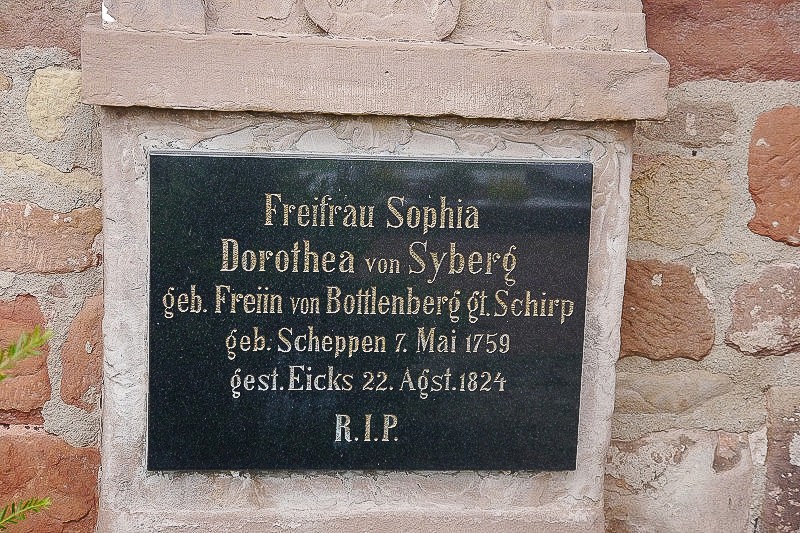 Freifrau Sophia
Dorothea von Syberg
geb. Freiin von Bottlenberg gt. Schirp
geb. Scheppen 7. Mai 1759
gest. Eicks 22. Agst. 1824
R.I.P.